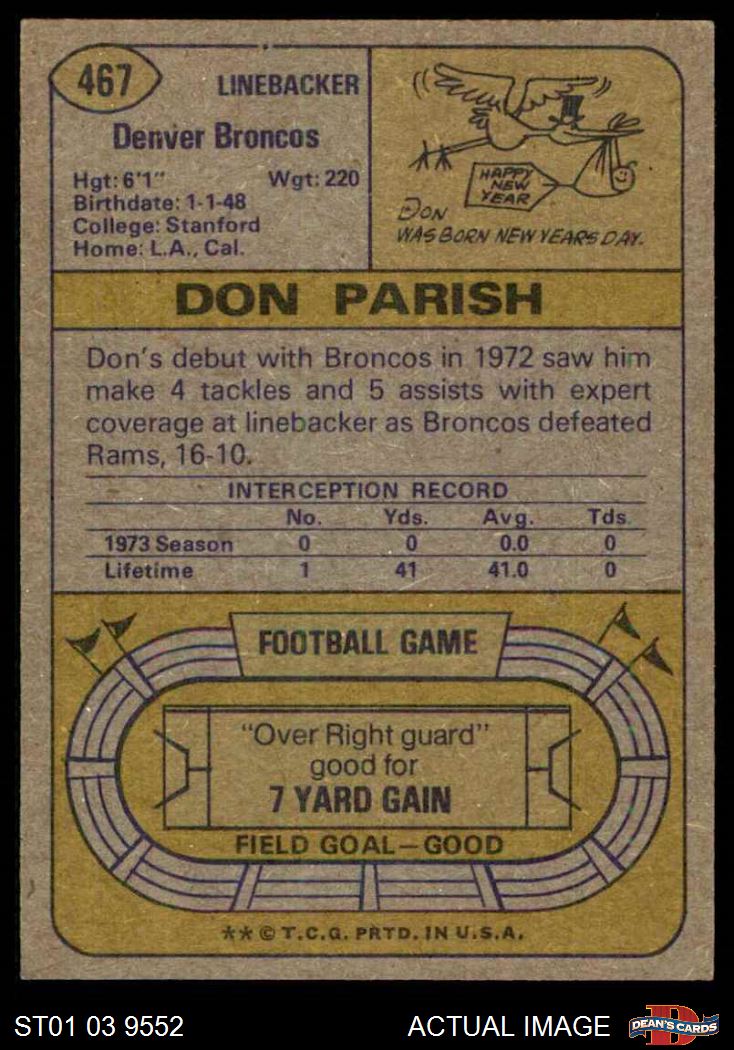 467
LINEBACKER
Denver Broncos
Hgt: 6'1" Wgt: 220
Birthdate: 1-1-48
College: Stanford
Home: L.A., Cal.
HAPPY
NEW
YEAR
DON
WAS BORN NEW YEARS DAY.
DON PARISH
Don's debut with Broncos in 1972 saw him
make 4 tackles and 5 assists with expert
coverage at linebacker as Broncos defeated
Rams, 16-10.
INTERCEPTION RECORD
No. Yds. Avg. Tds
1973 Season 0 0 0.0 0
Lifetime 1 41 41.0 0
FOOTBALL GAME
"Over Right guard"
good for
7 YARD GAIN
FIELD GOAL—GOOD
** © T.C.G. PRTD. IN U.S.A.
ST01 03 9552 ACTUAL IMAGE
D
DEAN'S CARDS